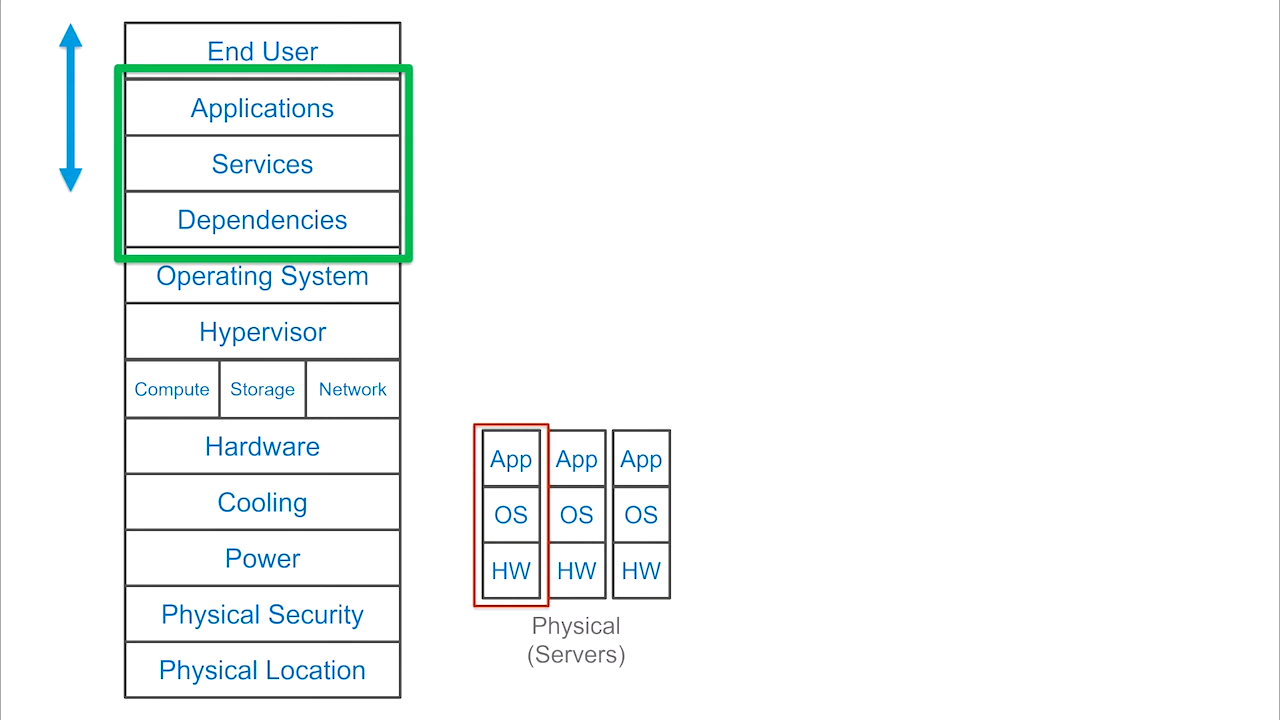 End User
Applications
Services
Dependencies
Operating System
Hypervisor
Compute Storage Network
Hardware
Cooling
Power
Physical Security
Physical Location
App App App
OS OS OS
HW HW HW
Physical
(Servers)